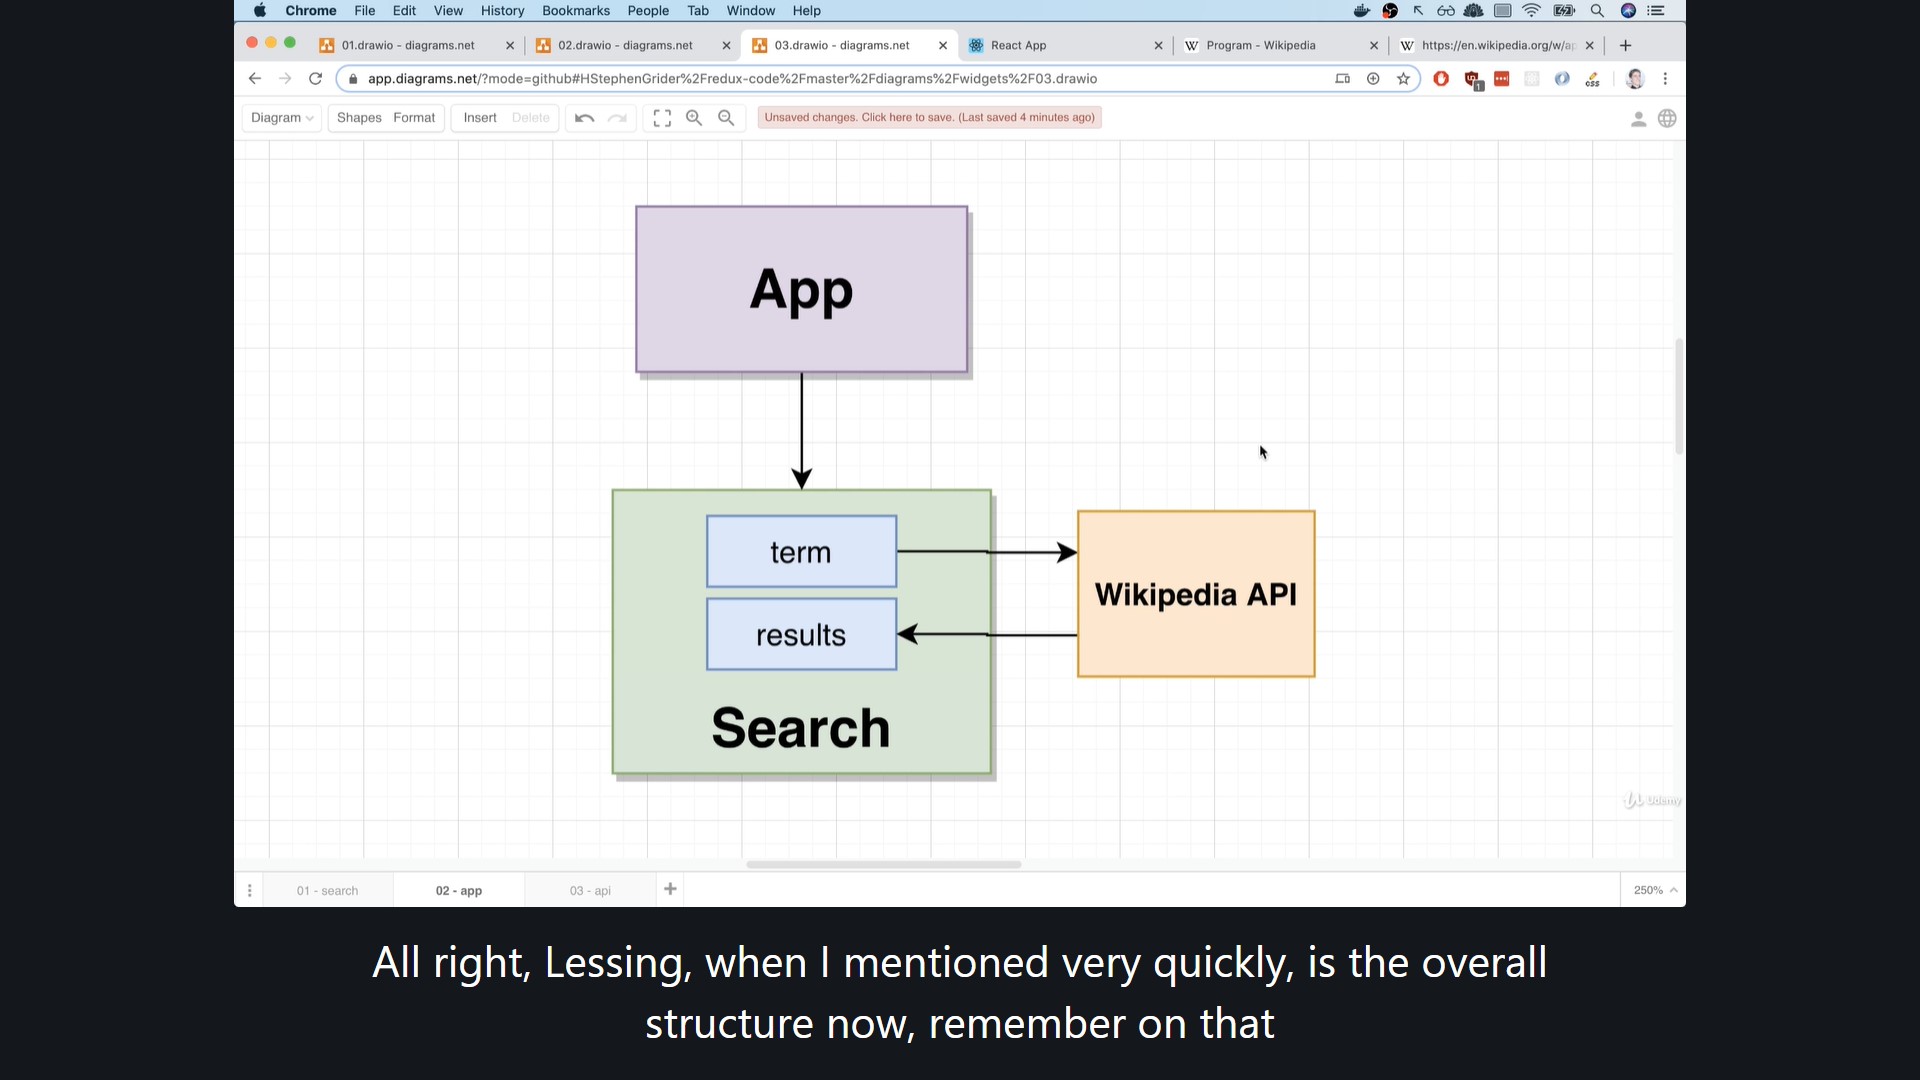 Chrome File Edit View History Bookmarks People Tab Window Help
01.drawio - diagrams.net 02.drawio - diagrams.net 03.drawio - diagrams.net React App Program - Wikipedia https://en.wikipedia.org/w/ap
app.diagrams.net/?mode=github#HStephenGrider%2Fredux-code%2Fmaster%2Fdiagrams%2Fwidgets%2F03.drawio
Diagram Shapes Format Insert Delete Unsaved changes. Click here to save. (Last saved 4 minutes ago)
App
term
results
Search
Wikipedia API
Udemy
01 - search 02 - app 03 - api 250%
All right, Lessing, when I mentioned very quickly, is the overall
structure now, remember on that